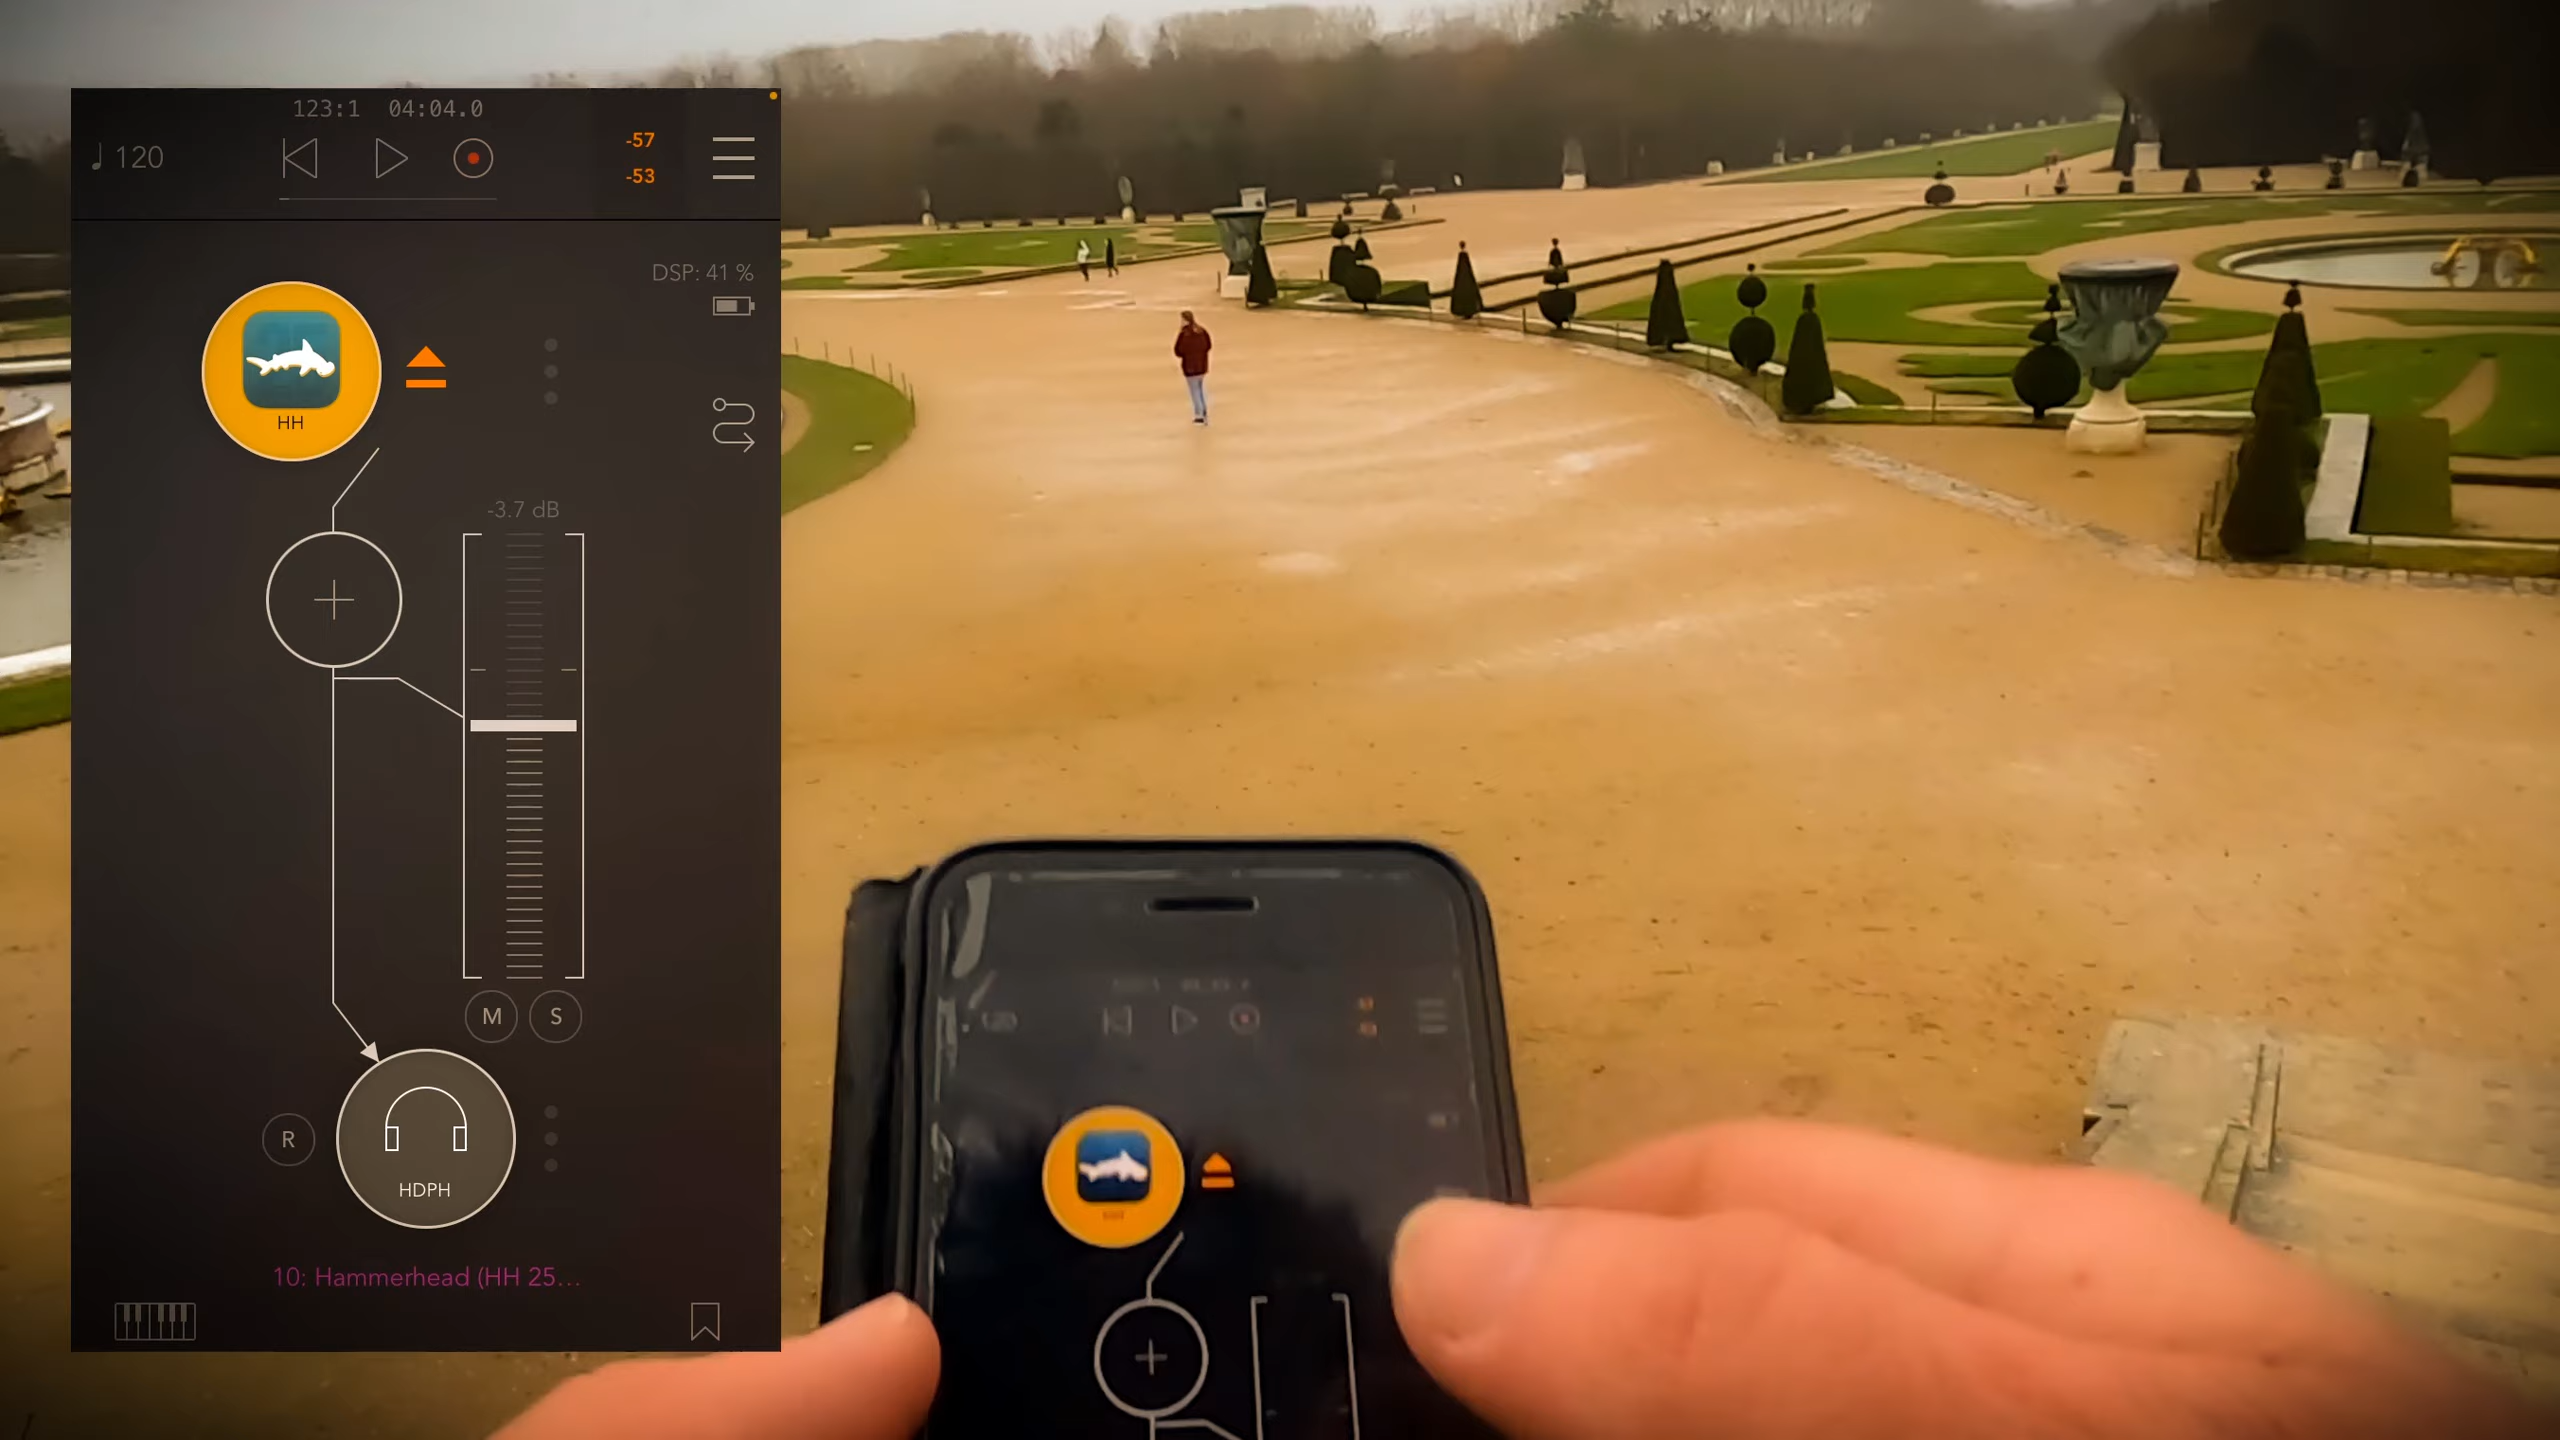 123:1 04:04.0
120
-57
-53
DSP: 41 %
HH
-3.7 dB
M S
R
HDPH
10: Hammerhead (HH 25...